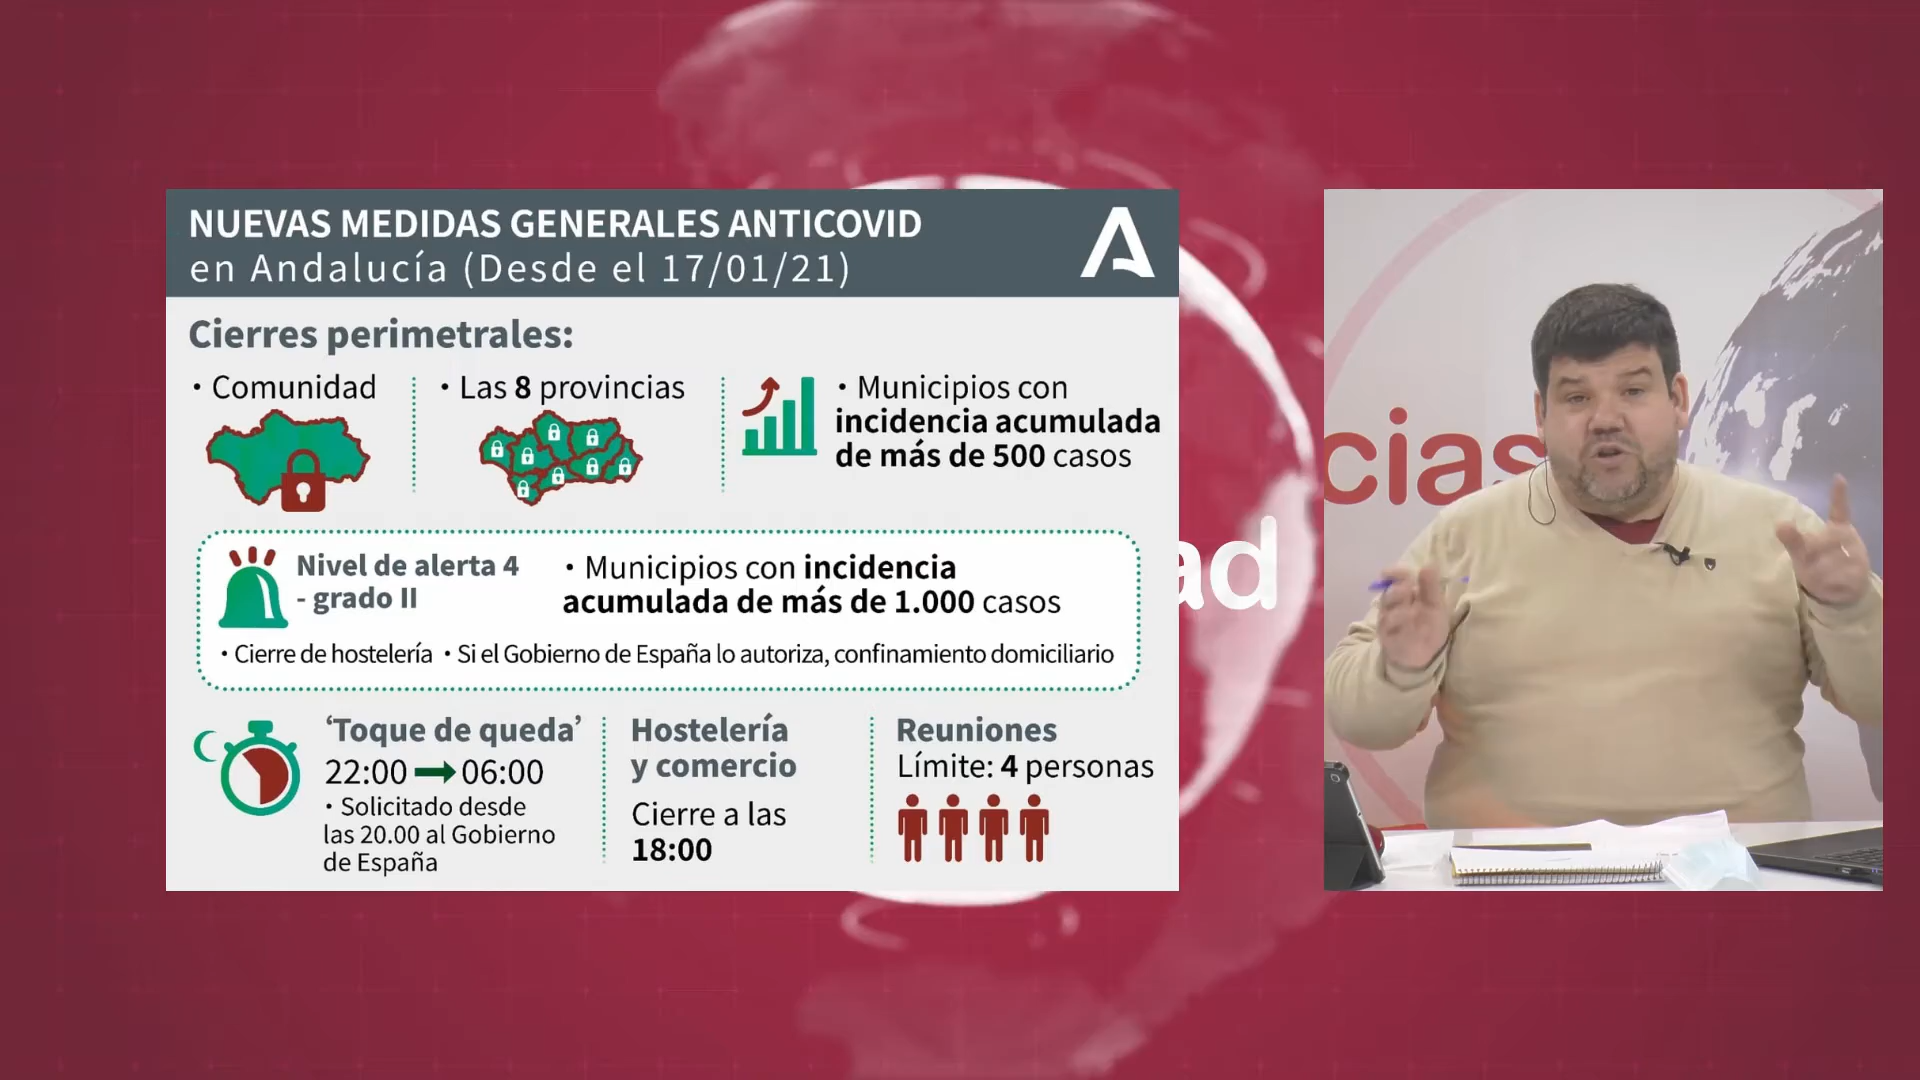 NUEVAS MEDIDAS GENERALES ANTICOVID
en Andalucía (Desde el 17/01/21)
Cierres perimetrales:
• Comunidad
• Las 8 provincias
• Municipios con
incidencia acumulada
de más de 500 casos
Nivel de alerta 4
- grado II
• Municipios con incidencia
acumulada de más de 1.000 casos
• Cierre de hostelería • Si el Gobierno de España lo autoriza, confinamiento domiciliario
‘Toque de queda’
22:00 06:00
• Solicitado desde
las 20.00 al Gobierno
de España
Hostelería
y comercio
Cierre a las
18:00
Reuniones
Límite: 4 personas
ad
cias